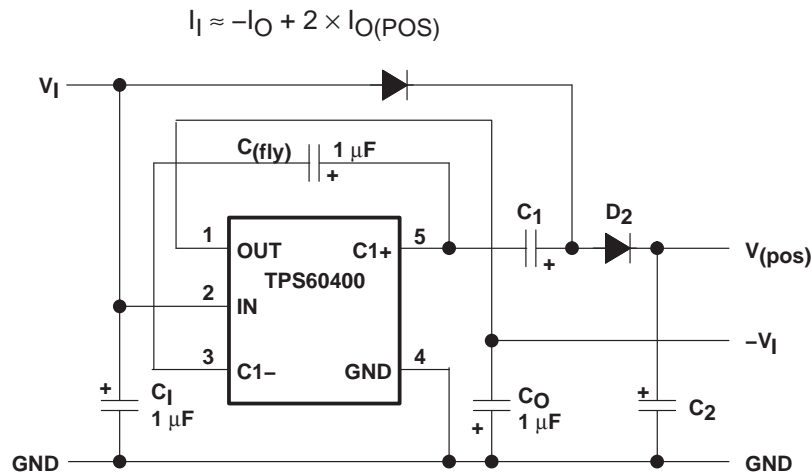 I_I ≈ –I_O + 2 × I_O(POS)
V_I
C_(fly) 1 μF
+
C_1 D_2
+
1 OUT C1+ 5
V_(pos)
TPS60400
2 IN
–V_I
3 C1– GND 4
+ C_I 1 μF
+ C_O 1 μF
+ C_2
GND GND